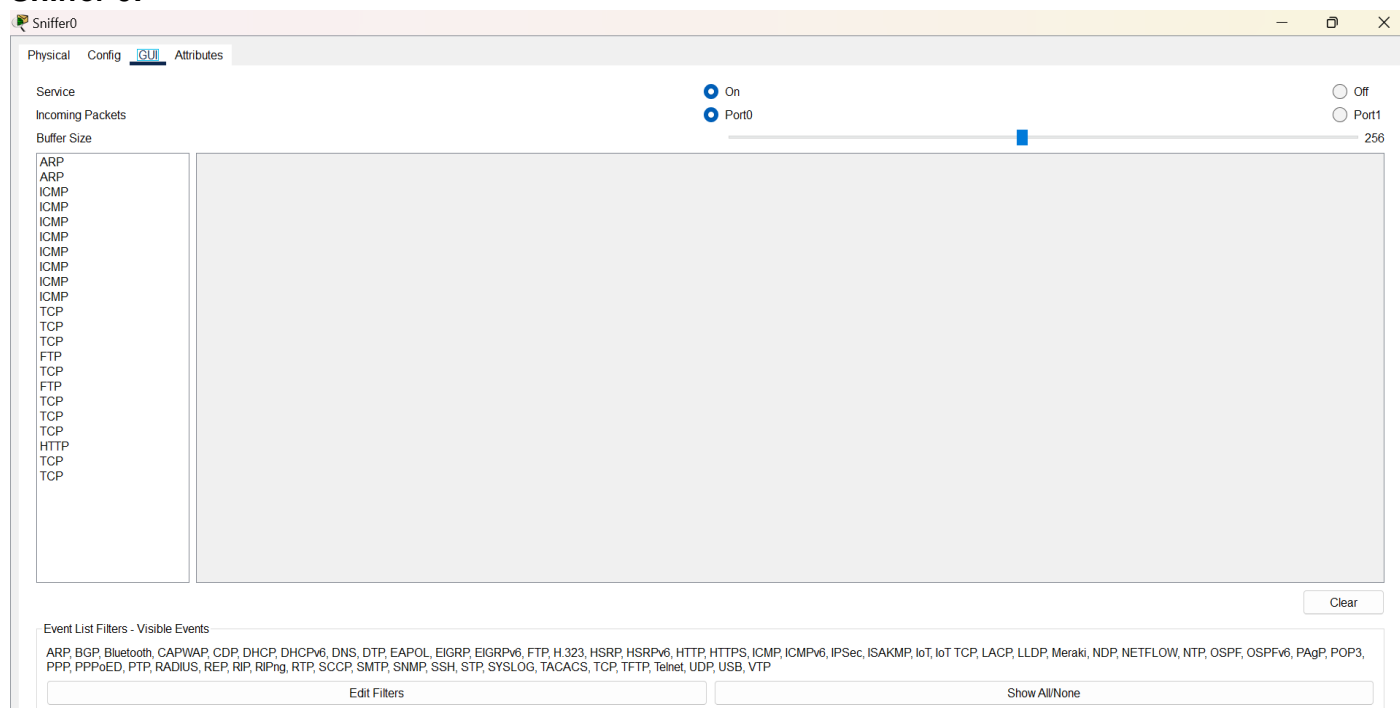 Sniffer0
Physical Config GUI Attributes
Service On Off
Incoming Packets Port0 Port1
Buffer Size 256
ARP
ARP
ICMP
ICMP
ICMP
ICMP
ICMP
ICMP
ICMP
ICMP
TCP
TCP
TCP
FTP
TCP
FTP
TCP
TCP
TCP
HTTP
TCP
TCP
Clear
Event List Filters - Visible Events
ARP, BGP, Bluetooth, CAPWAP, CDP, DHCP, DHCPv6, DNS, DTP, EAPOL, EIGRP, EIGRPv6, FTP, H.323, HSRP, HSRPv6, HTTP, HTTPS, ICMP, ICMPv6, IPSec, ISAKMP, IoT, IoT TCP, LACP, LLDP, Meraki, NDP, NETFLOW, NTP, OSPF, OSPFv6, PAgP, POP3,
PPP, PPPoED, PTP, RADIUS, REP, RIP, RIPng, RTP, SCCP, SMTP, SNMP, SSH, STP, SYSLOG, TACACS, TCP, TFTP, Telnet, UDP, USB, VTP
Edit Filters Show All/None